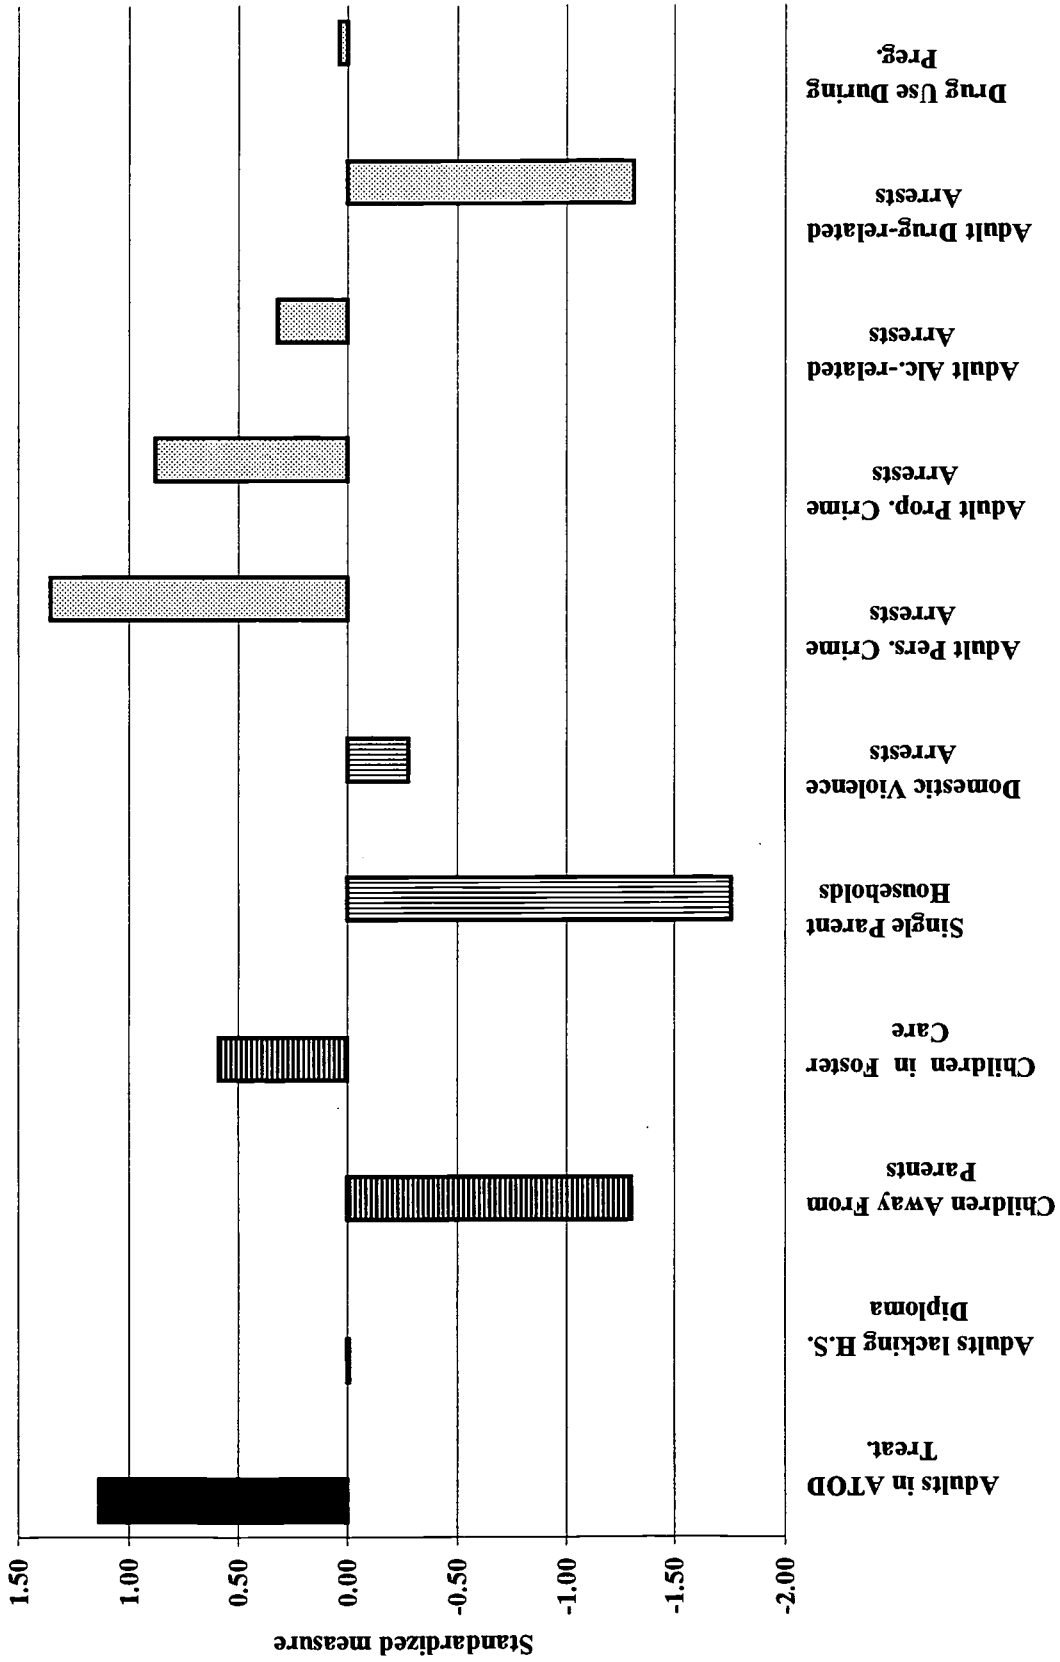 Standardized measure
1.50
1.00
0.50
0.00
-0.50
-1.00
-1.50
-2.00
Adults in ATOD
Treat.
Adults lacking H.S.
Diploma
Children Away From
Parents
Children in Foster
Care
Single Parent
Households
Domestic Violence
Arrests
Adult Pers. Crime
Arrests
Adult Prop. Crime
Arrests
Adult Alc.-related
Arrests
Adult Drug-related
Arrests
Drug Use During
Preg.